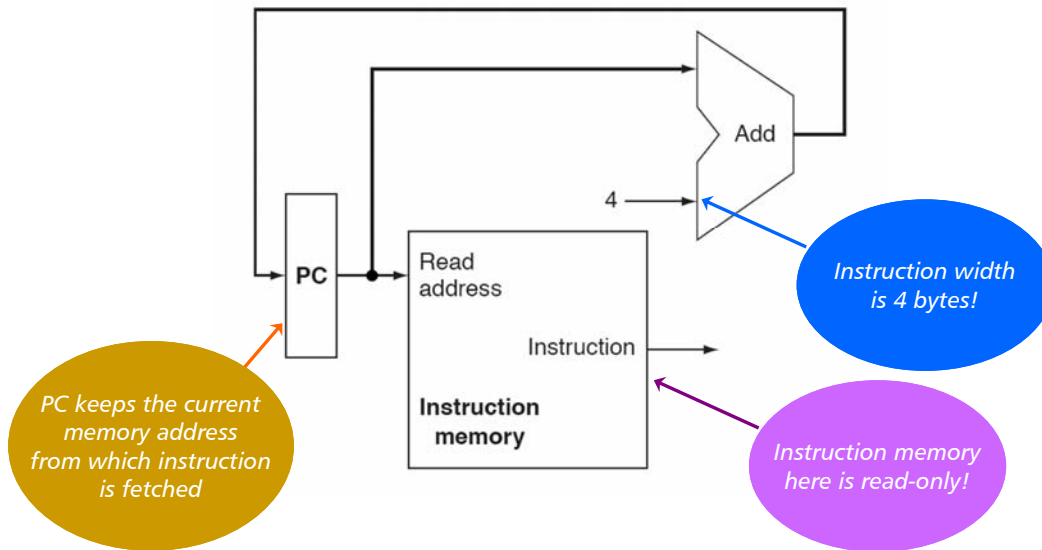 Add
4
PC
Read
address
Instruction
Instruction
memory
Instruction width
is 4 bytes!
PC keeps the current
memory address
from which instruction
is fetched
Instruction memory
here is read-only!